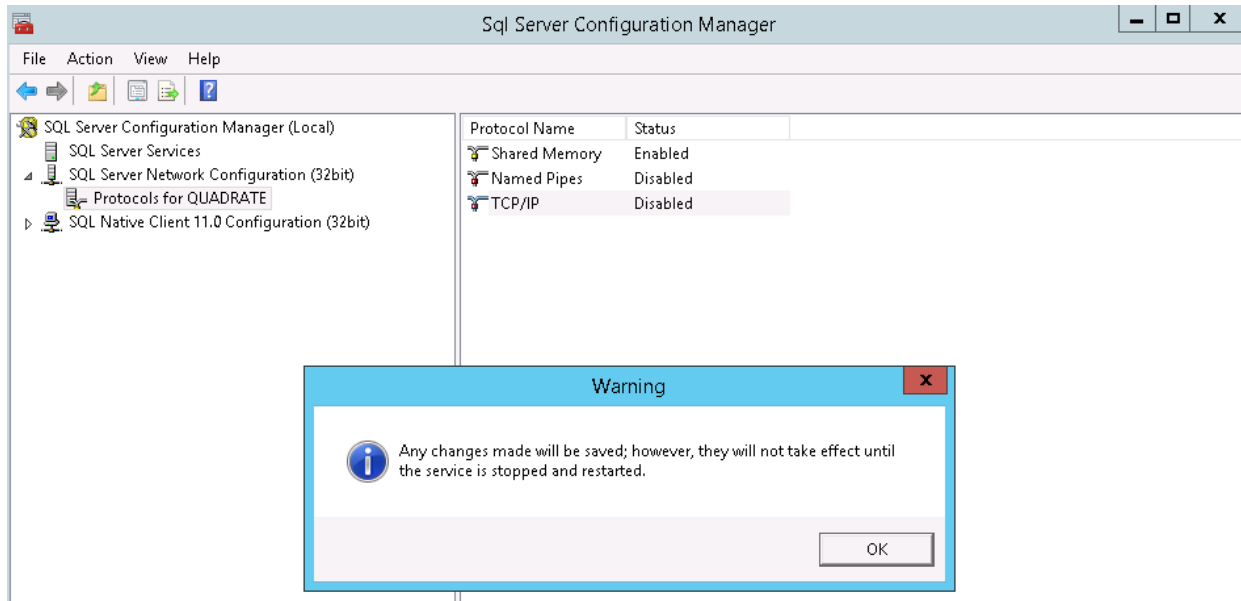 Sql Server Configuration Manager
File Action View Help
SQL Server Configuration Manager (Local)
SQL Server Services
SQL Server Network Configuration (32bit)
Protocols for QUADRATE
SQL Native Client 11.0 Configuration (32bit)
Protocol Name Status
Shared Memory Enabled
Named Pipes Disabled
TCP/IP Disabled
Warning
Any changes made will be saved; however, they will not take effect until
the service is stopped and restarted.
OK